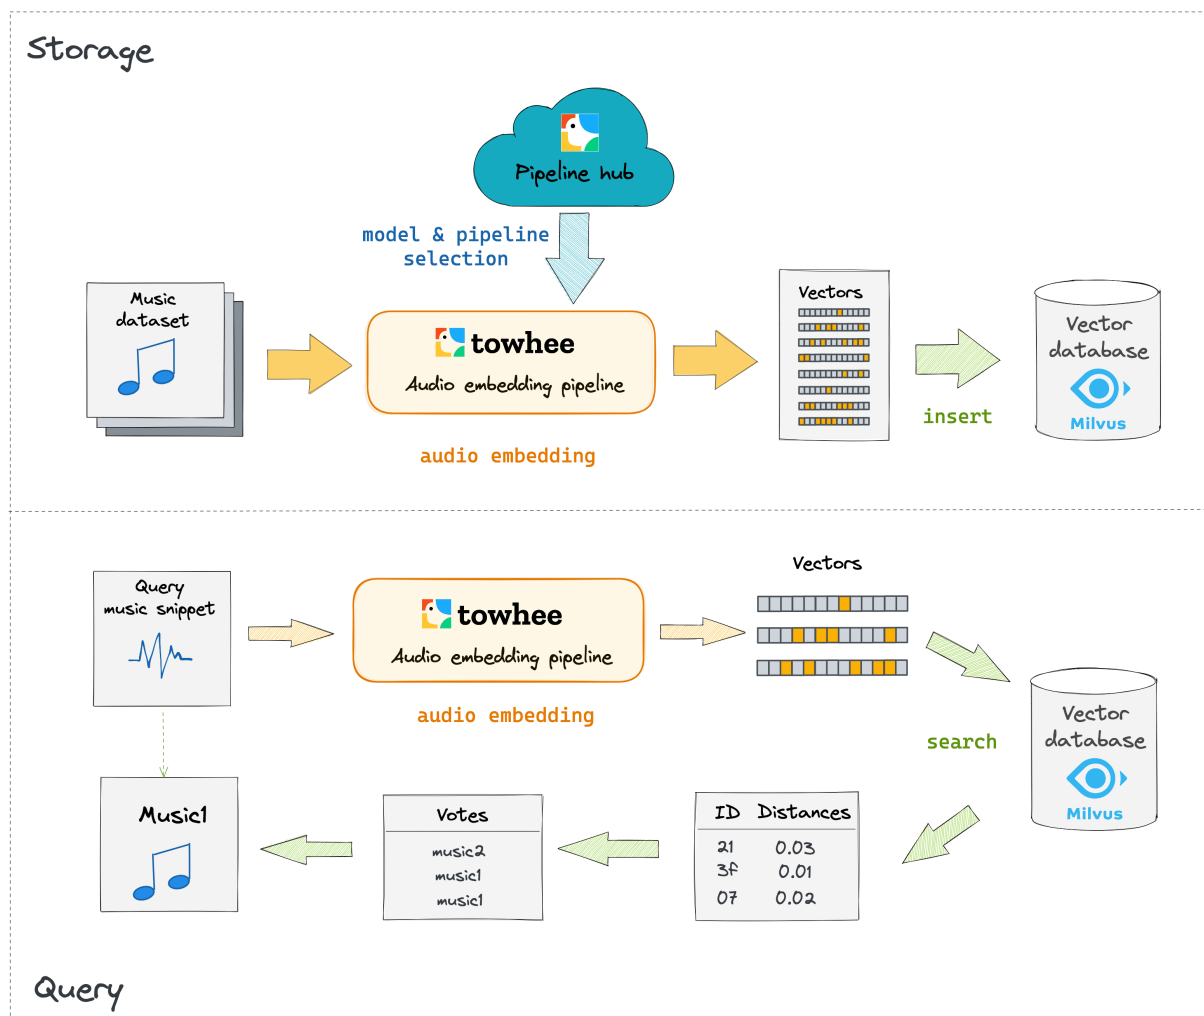 Storage
Pipeline hub
model & pipeline
selection
Music
dataset
towhee
Audio embedding pipeline
audio embedding
Vectors
insert
Vector
database
Milvus
Query
music snippet
towhee
Audio embedding pipeline
audio embedding
Vectors
search
Vector
database
Milvus
Music1
Votes
music2
music1
music1
ID Distances
21 0.03
3f 0.01
07 0.02
Query